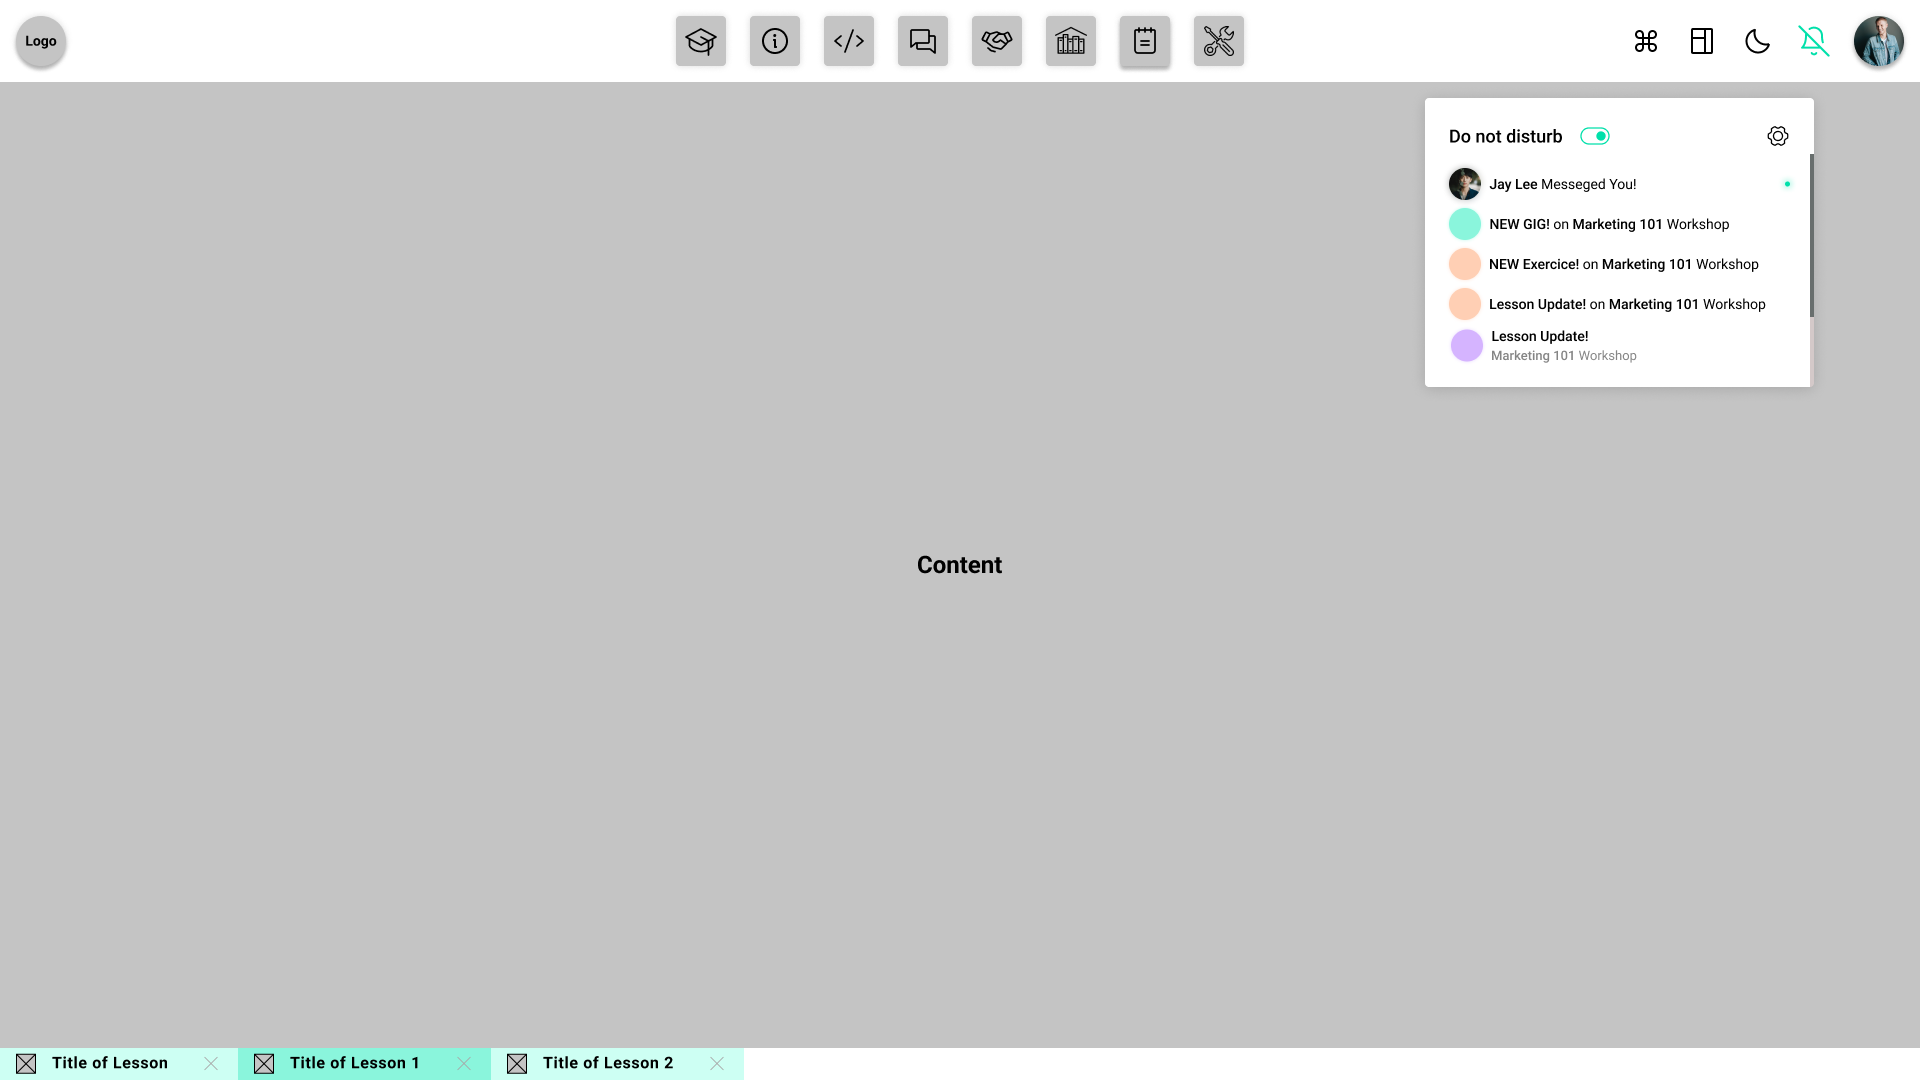 Logo
Do not disturb
Jay Lee Messeged You!
NEW GIG! on Marketing 101 Workshop
NEW Exercice! on Marketing 101 Workshop
Lesson Update! on Marketing 101 Workshop
Lesson Update!
Marketing 101 Workshop
Content
Title of Lesson
Title of Lesson 1
Title of Lesson 2